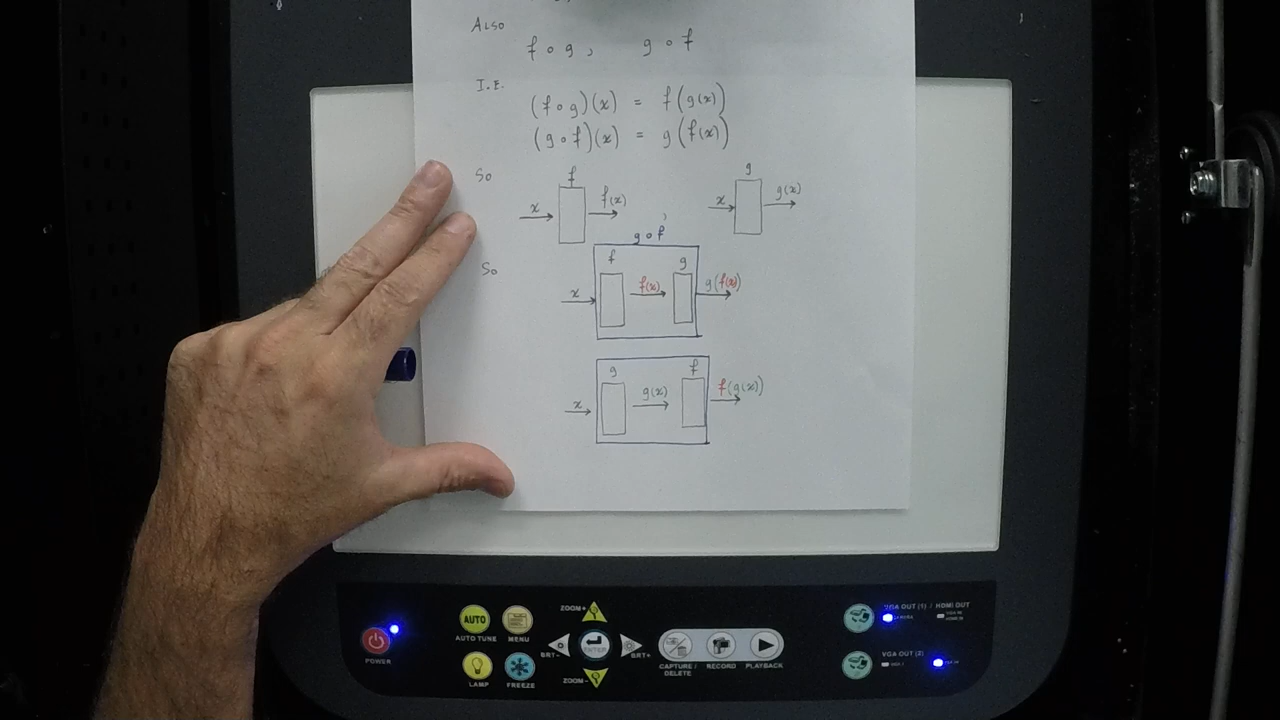 ALSO
f ∘ g , g ∘ f
I.E.
(f ∘ g)(x) = f(g(x))
(g ∘ f)(x) = g(f(x))
SO
f g
x f(x) , x g(x)
g ∘ f
SO
f g
x f(x) g(f(x))
g f
x g(x) f(g(x))
AUTO
AUTO TUNE MENU
ZOOM+
POWER
BRT- ENTER BRT+
CAPTURE / DELETE RECORD PLAYBACK
LAMP FREEZE
ZOOM-
VGA OUT (1) / HDMI OUT
VGA OUT (2)